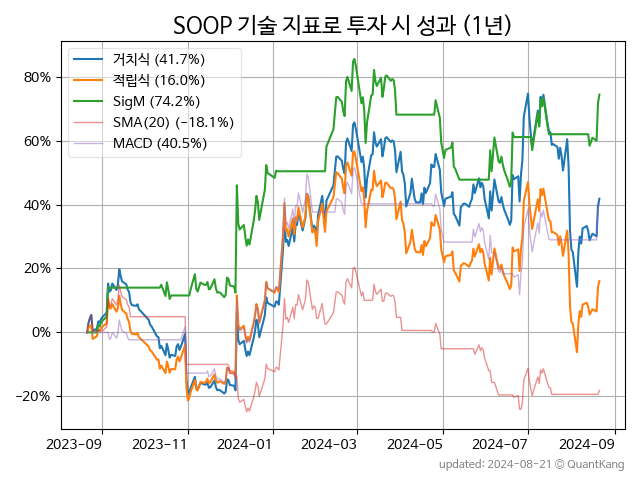 SOOP 기술 지표로 투자 시 성과 (1년)
거치식 (41.7%)
적립식 (16.0%)
SigM (74.2%)
SMA(20) (−18.1%)
MACD (40.5%)
80%
60%
40%
20%
0%
−20%
2023-09
2023-11
2024-01
2024-03
2024-05
2024-07
2024-09
updated: 2024-08-21 © QuantKang